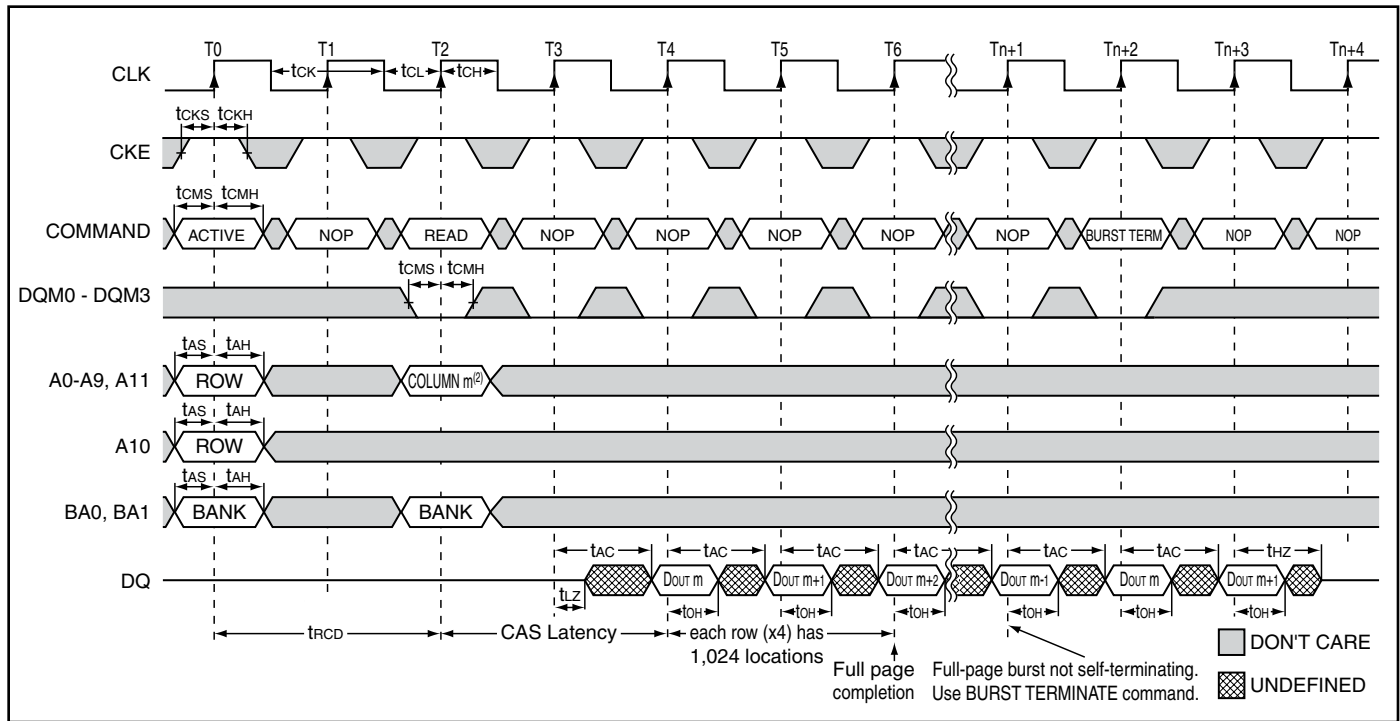 T0 T1 T2 T3 T4 T5 T6 Tn+1 Tn+2 Tn+3 Tn+4
CLK tCK tCL tCH
tCKS tCKH
CKE
tCMS tCMH
COMMAND ACTIVE NOP READ NOP NOP NOP NOP NOP BURST TERM NOP NOP
tCMS tCMH
DQM0 - DQM3
tAS tAH
A0-A9, A11 ROW COLUMN m(2)
tAS tAH
A10 ROW
tAS tAH
BA0, BA1 BANK BANK
tAC tAC tAC tAC tAC tAC tHZ
DQ DOUT m DOUT m+1 DOUT m+2 DOUT m-1 DOUT m DOUT m+1
tLZ tOH tOH tOH tOH tOH tOH
tRCD CAS Latency each row (x4) has
1,024 locations
Full page
completion
Full-page burst not self-terminating.
Use BURST TERMINATE command.
DON'T CARE
UNDEFINED